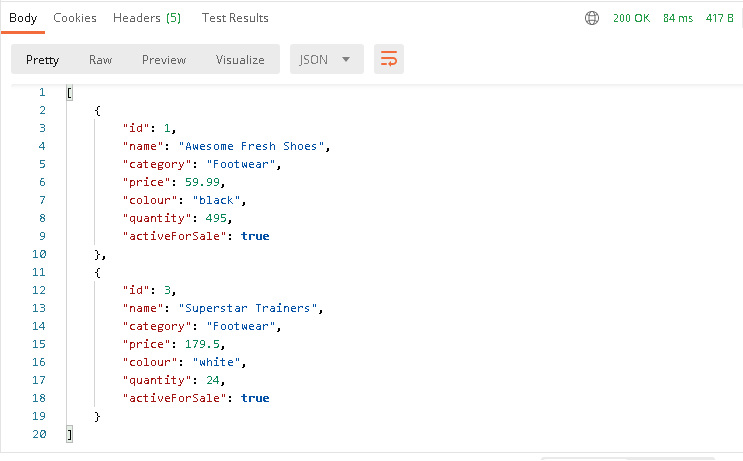 Body Cookies Headers (5) Test Results 200 OK 84 ms 417 B
Pretty Raw Preview Visualize JSON
1 [
2 {
3 "id": 1,
4 "name": "Awesome Fresh Shoes",
5 "category": "Footwear",
6 "price": 59.99,
7 "colour": "black",
8 "quantity": 495,
9 "activeForSale": true
10 },
11 {
12 "id": 3,
13 "name": "Superstar Trainers",
14 "category": "Footwear",
15 "price": 179.5,
16 "colour": "white",
17 "quantity": 24,
18 "activeForSale": true
19 }
20 ]